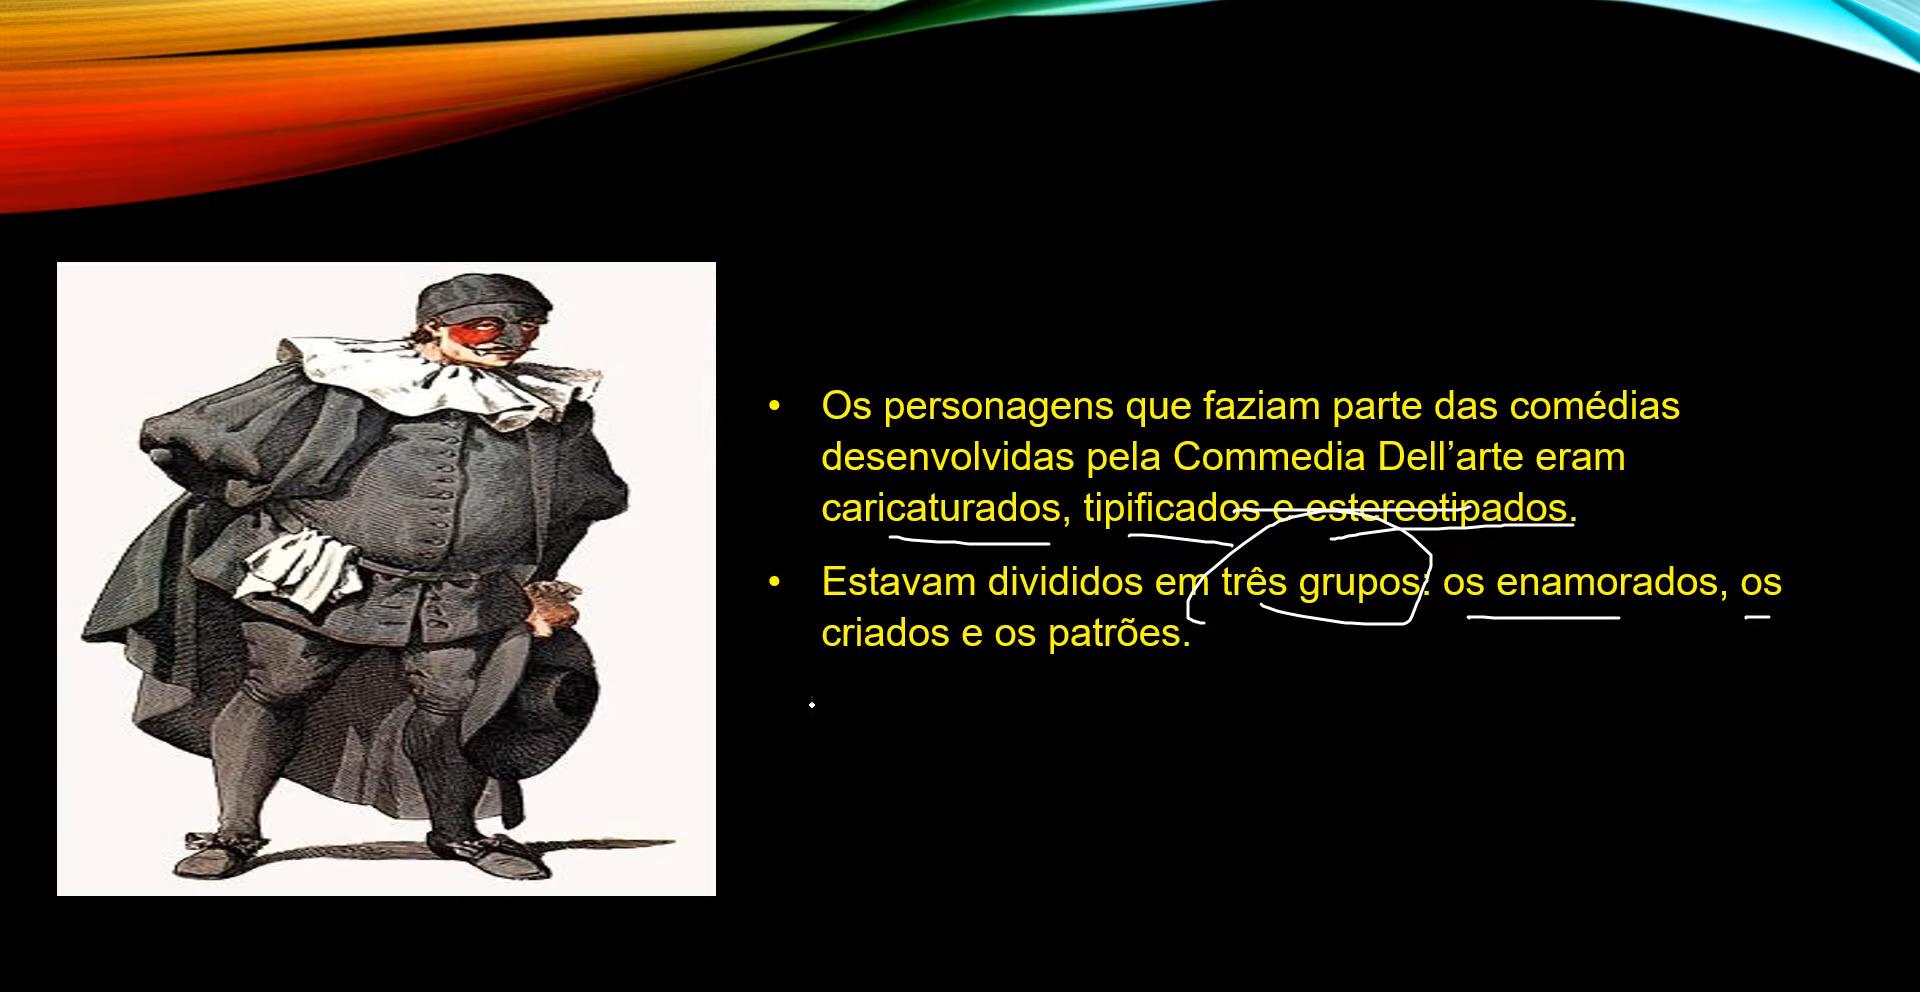 • Os personagens que faziam parte das comédias
desenvolvidas pela Commedia Dell’arte eram
caricaturados, tipificados e estereotipados.
• Estavam divididos em três grupos: os enamorados, os
criados e os patrões.